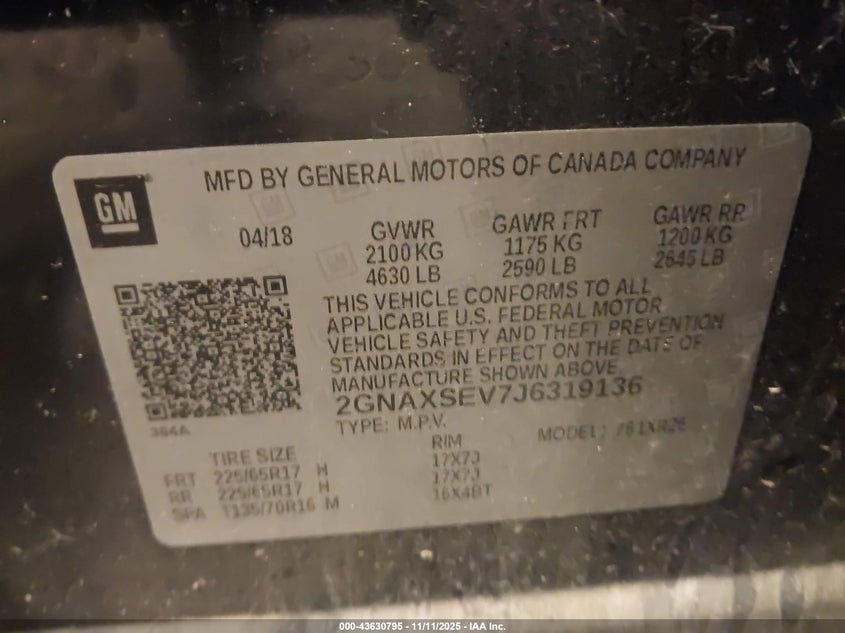 MFD BY GENERAL MOTORS OF CANADA COMPANY
GM
04/18
GVWR GAWR FRT GAWR RR
2100 KG 1175 KG 1200 KG
4630 LB 2590 LB 2645 LB
THIS VEHICLE CONFORMS TO ALL
APPLICABLE U.S. FEDERAL MOTOR
VEHICLE SAFETY AND THEFT PREVENTION
STANDARDS IN EFFECT ON THE DATE OF
MANUFACTURE SHOWN ABOVE.
2GNAXSEV7J6319136
384A
TYPE: M.P.V. MODEL:
TIRE SIZE RIM
FRT 225/65R17 H 17X7J
RR 225/65R17 H 17X7J
SPA T135/70R16 M 16X4BT
000-43630795 - 11/11/2025 - IAA Inc.